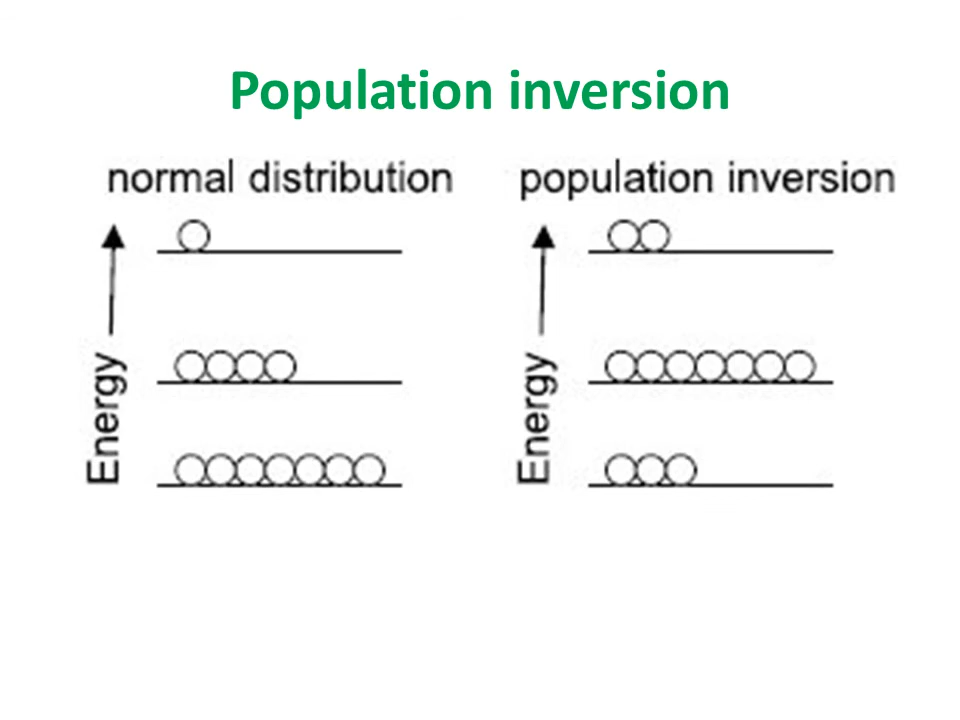 Population inversion
normal distribution
population inversion
Energy
Energy